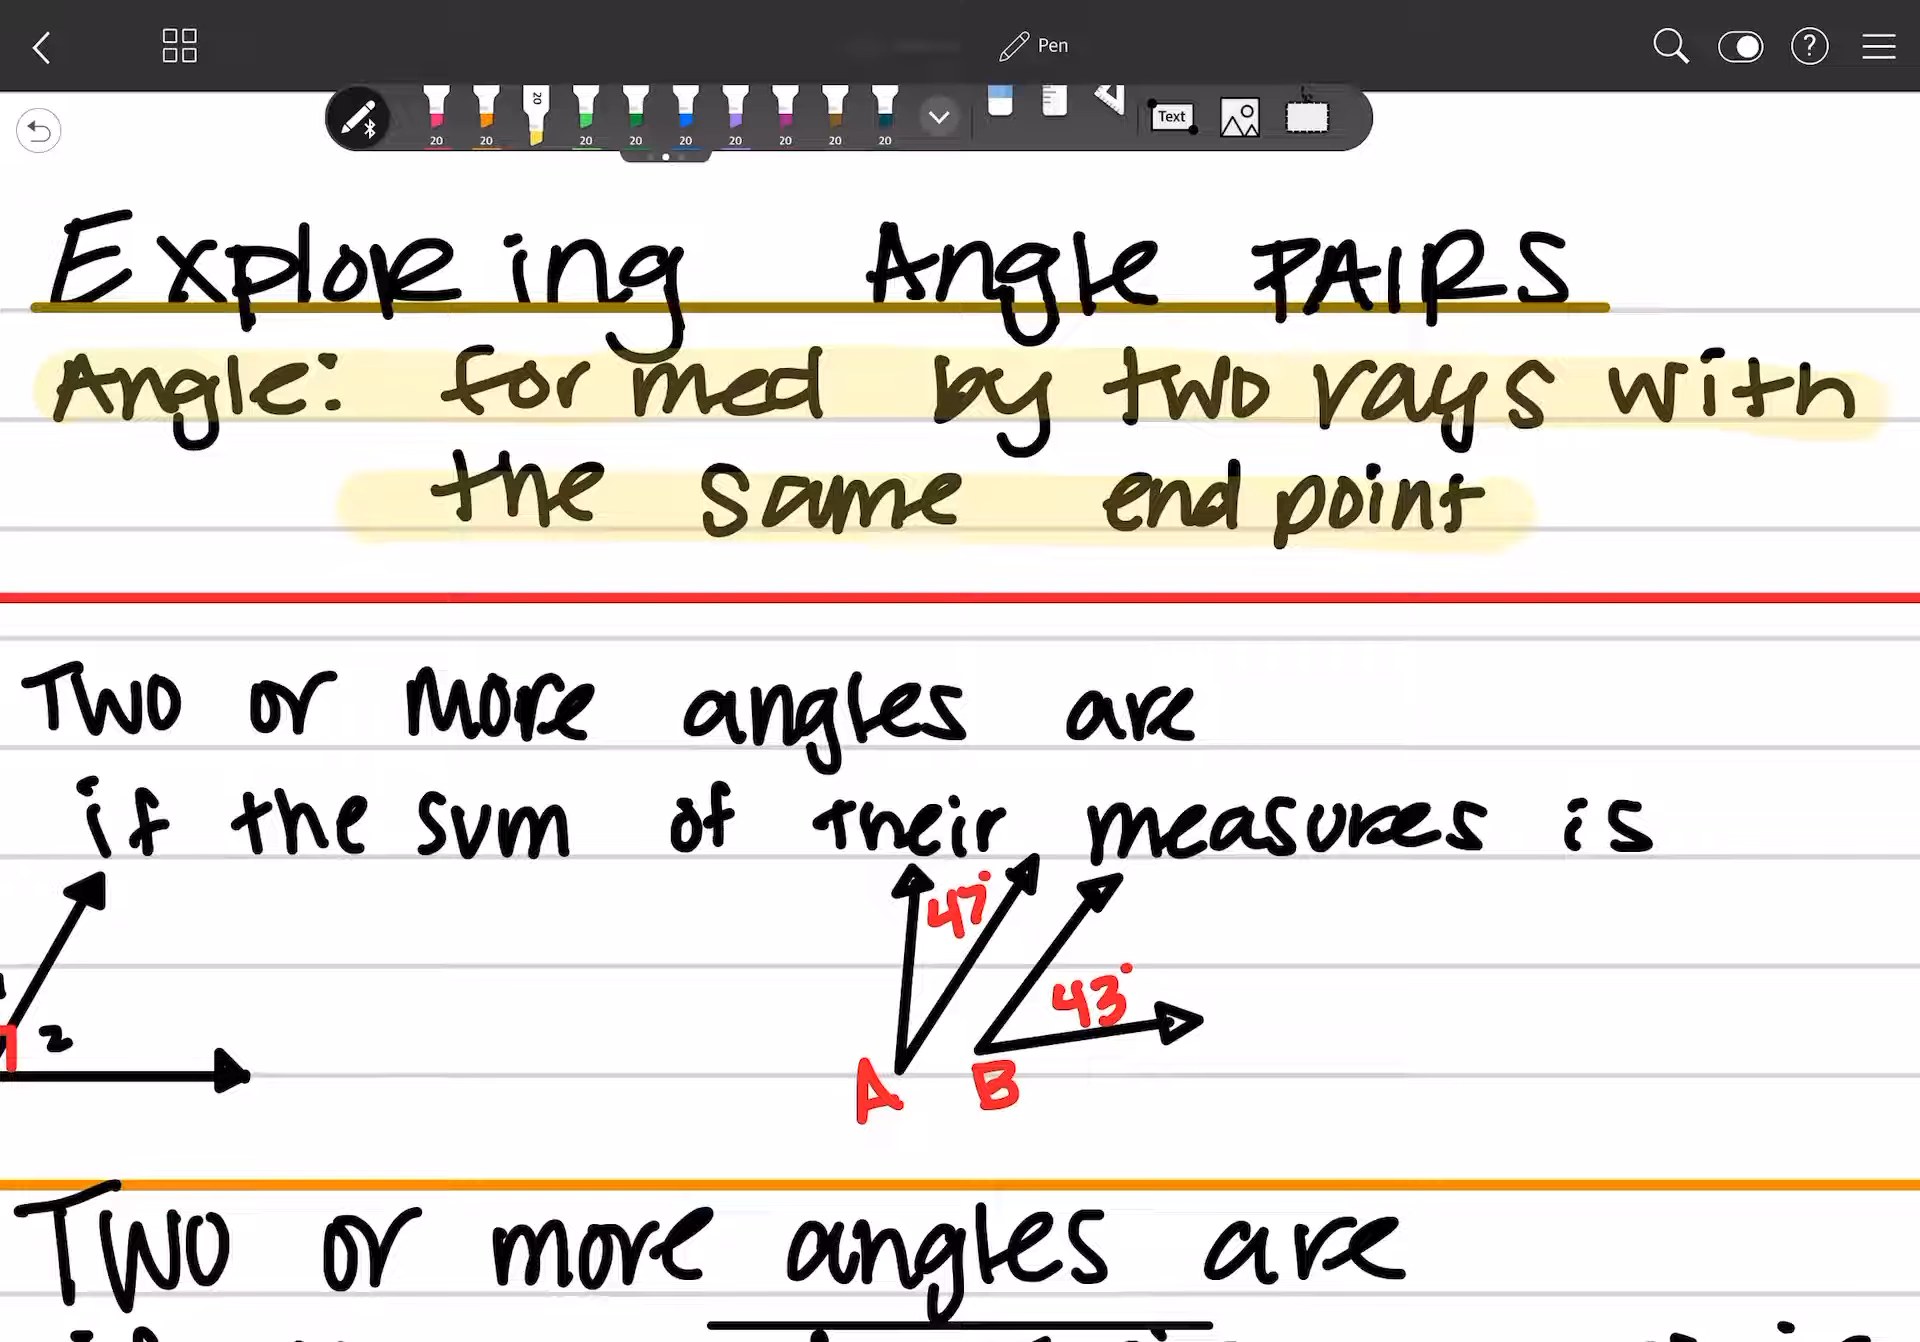 Pen
20 20 20 20 20 20 20 20 20 20
Text
Exploring Angle PAIRS
Angle: formed by two rays with
the same endpoint
Two or more angles are
if the sum of their measures is
47°
43°
2
A B
Two or more angles are